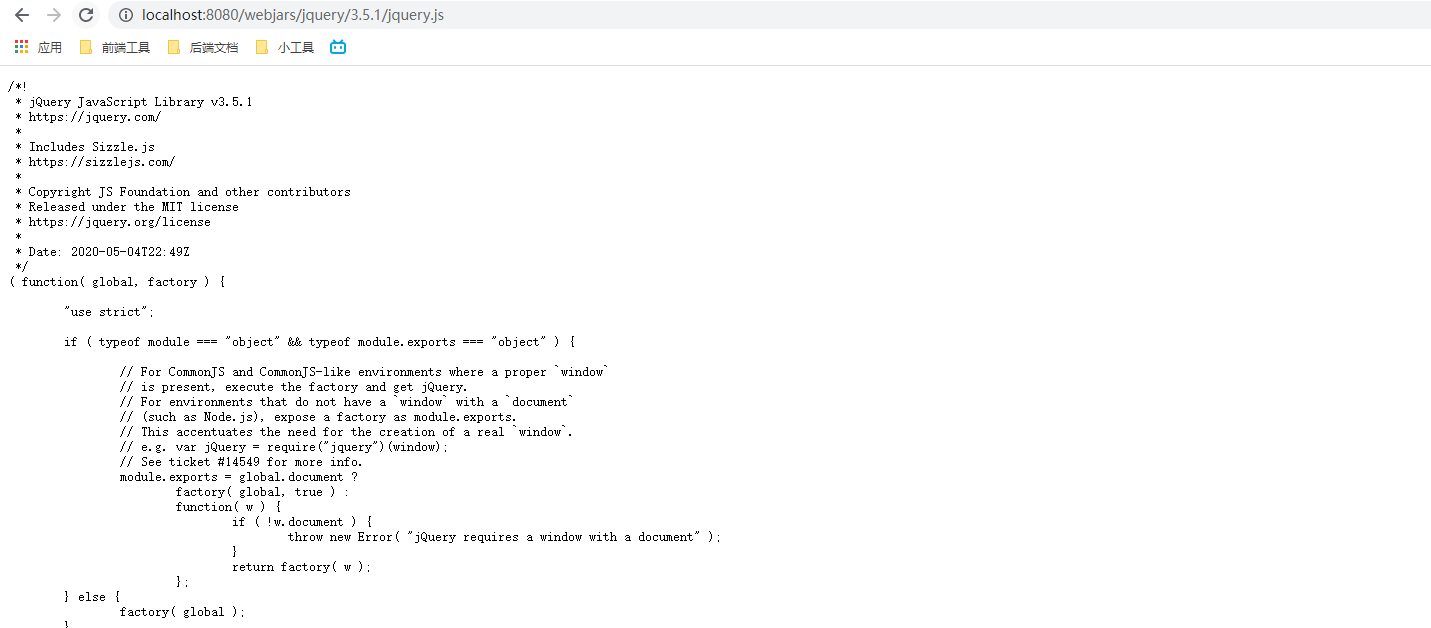 localhost:8080/webjars/jquery/3.5.1/jquery.js
应用 前端工具 后端文档 小工具
/*!
 * jQuery JavaScript Library v3.5.1
 * https://jquery.com/
 *
 * Includes Sizzle.js
 * https://sizzlejs.com/
 *
 * Copyright JS Foundation and other contributors
 * Released under the MIT license
 * https://jquery.org/license
 *
 * Date: 2020-05-04T22:49Z
 */
( function( global, factory ) {
	"use strict";
	if ( typeof module === "object" && typeof module.exports === "object" ) {
		// For CommonJS and CommonJS-like environments where a proper `window`
		// is present, execute the factory and get jQuery.
		// For environments that do not have a `window` with a `document`
		// (such as Node.js), expose a factory as module.exports.
		// This accentuates the need for the creation of a real `window`.
		// e.g. var jQuery = require("jquery")(window);
		// See ticket #14549 for more info.
		module.exports = global.document ?
			factory( global, true ) :
			function( w ) {
				if ( !w.document ) {
					throw new Error( "jQuery requires a window with a document" );
				}
				return factory( w );
			};
	} else {
		factory( global );
	}